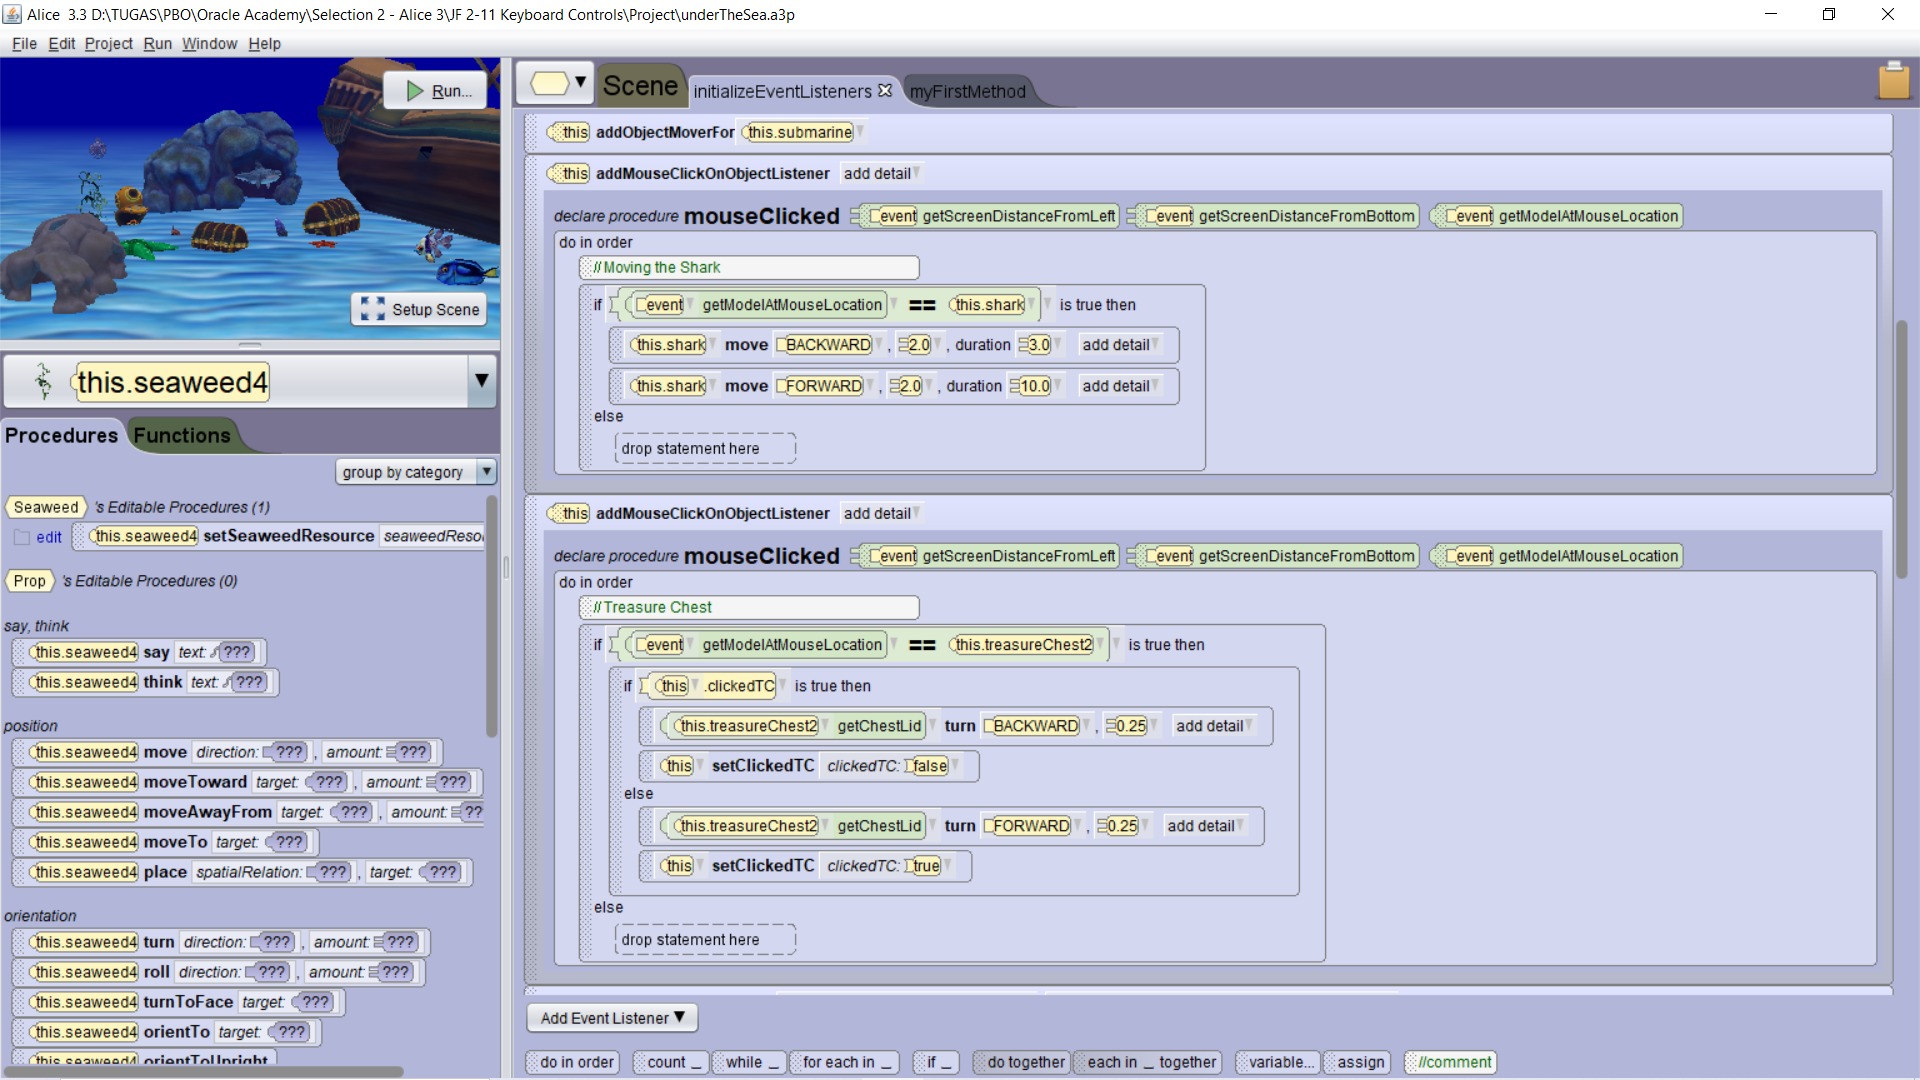 Alice 3.3 D:\TUGAS\PBO\Oracle Academy\Selection 2 - Alice 3\JF 2-11 Keyboard Controls\Project\underTheSea.a3p
File Edit Project Run Window Help
Run...
Setup Scene
this.seaweed4
Procedures Functions
group by category
Seaweed 's Editable Procedures (1)
edit this.seaweed4 setSeaweedResource
Prop 's Editable Procedures (0)
say, think
this.seaweed4 say text: ???
this.seaweed4 think text: ???
position
this.seaweed4 move direction: ??? , amount: ???
this.seaweed4 moveToward target: ??? , amount: ???
this.seaweed4 moveAwayFrom target: ??? , amount: ??
this.seaweed4 moveTo target: ???
this.seaweed4 place spatialRelation: ??? , target: ???
orientation
this.seaweed4 turn direction: ??? , amount: ???
this.seaweed4 roll direction: ??? , amount: ???
this.seaweed4 turnToFace target: ???
this.seaweed4 orientTo target: ???
this.seaweed4 orientToUpright
Scene initializeEventListeners myFirstMethod
this addObjectMoverFor this.submarine
this addMouseClickOnObjectListener add detail
declare procedure mouseClicked event getScreenDistanceFromLeft event getScreenDistanceFromBottom event getModelAtMouseLocation
do in order
//Moving the Shark
if event getModelAtMouseLocation == this.shark is true then
this.shark move BACKWARD , 2.0 , duration 3.0 add detail
this.shark move FORWARD , 2.0 , duration 10.0 add detail
else
drop statement here
this addMouseClickOnObjectListener add detail
declare procedure mouseClicked event getScreenDistanceFromLeft event getScreenDistanceFromBottom event getModelAtMouseLocation
do in order
//Treasure Chest
if event getModelAtMouseLocation == this.treasureChest2 is true then
if this .clickedTC is true then
this.treasureChest2 getChestLid turn BACKWARD , 0.25 add detail
this setClickedTC clickedTC: false
else
this.treasureChest2 getChestLid turn FORWARD , 0.25 add detail
this setClickedTC clickedTC: true
else
drop statement here
Add Event Listener
do in order count _ while _ for each in _ if _ do together each in _ together variable... assign //comment